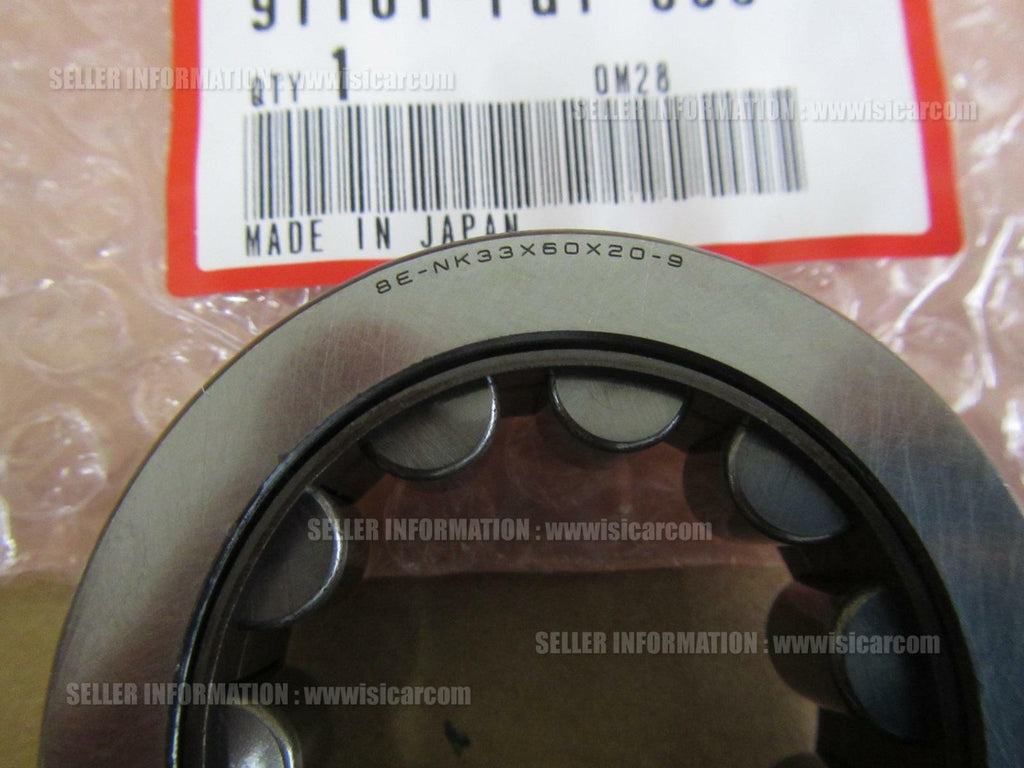 SELLER INFORMATION : wwwisicarcom
QTY 1
OM28
SELLER INFORMATION : wwwisicarcom
MADE IN JAPAN
8E-NK33X60X20-9
SELLER INFORMATION : wwwisicarcom
SELLER INFORMATION : wwwisicarcom
SELLER INFORMATION : wwwisicarcom